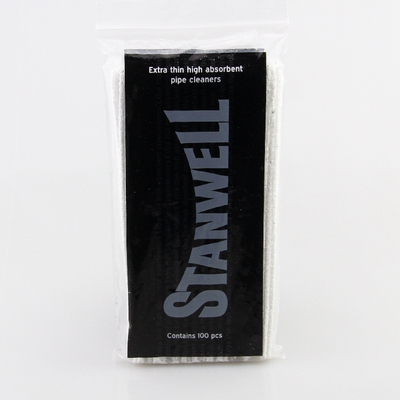 Extra thin high absorbent
pipe cleaners
STANWELL
Contains 100 pcs